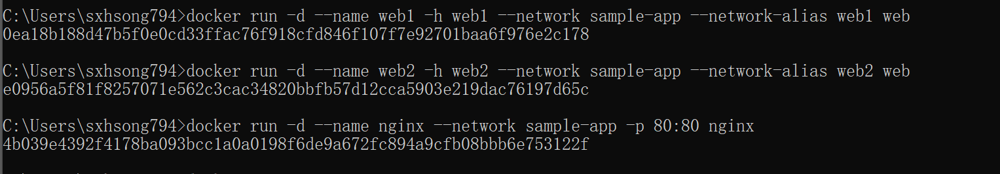 C:\Users\sxhsong794>docker run -d --name web1 -h web1 --network sample-app --network-alias web1 web
0ea18b188d47b5f0e0cd33ffac76f918cfd846f107f7e92701baa6f976e2c178
C:\Users\sxhsong794>docker run -d --name web2 -h web2 --network sample-app --network-alias web2 web
e0956a5f81f8257071e562c3cac34820bbfb57d12cca5903e219dac76197d65c
C:\Users\sxhsong794>docker run -d --name nginx --network sample-app -p 80:80 nginx
4b039e4392f4178ba093bcc1a0a0198f6de9a672fc894a9cfb08bbb6e753122f